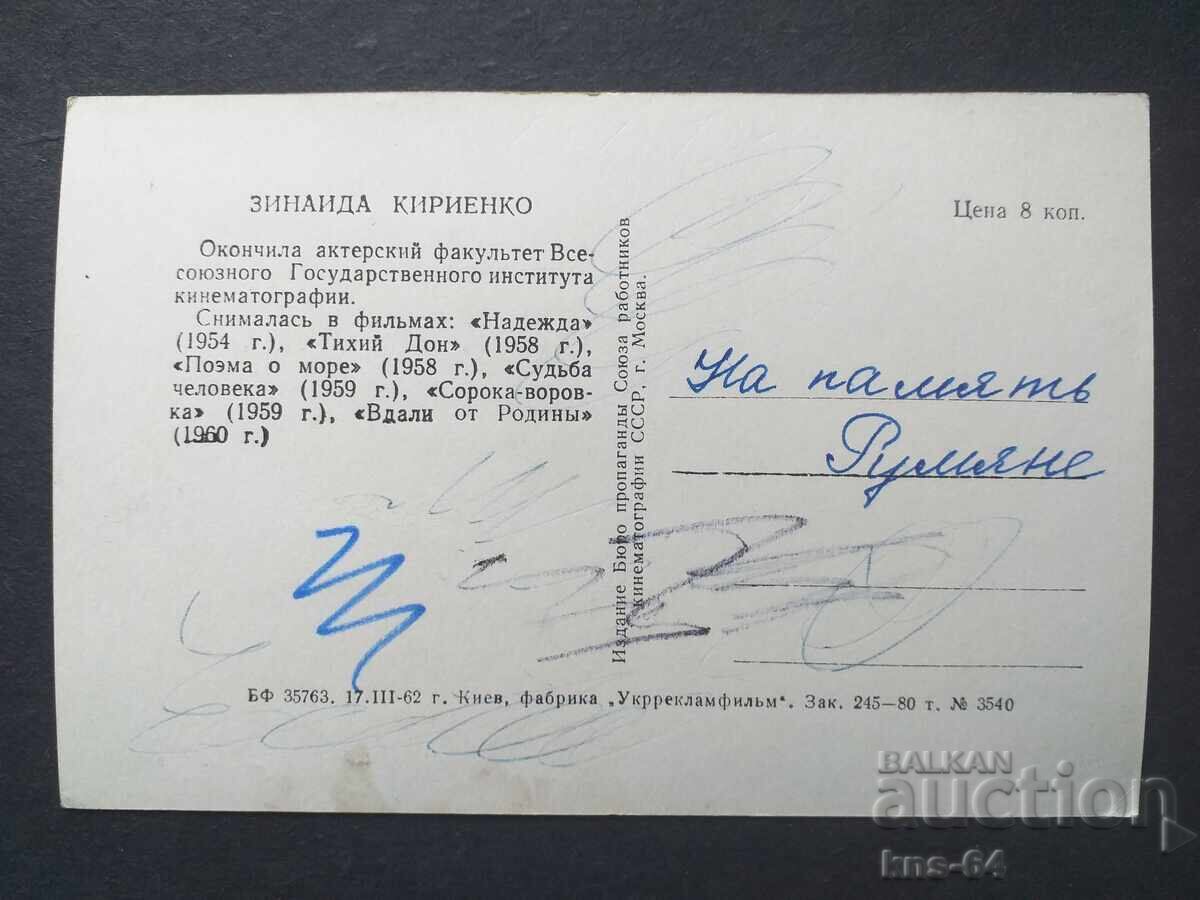 ЗИНАИДА КИРИЕНКО
Окончила актерский факультет Все-
союзного Государственного института
кинематографии.
Снималась в фильмах: «Надежда»
(1954 г.), «Тихий Дон» (1958 г.),
«Поэма о море» (1958 г.), «Судьба
человека» (1959 г.), «Сорока-воров-
ка» (1959 г.), «Вдали от Родины»
(1960 г.)
Издание Бюро пропаганды Союза работников
кинематографии СССР, г. Москва.
Цена 8 коп.
На память
Румяне
БФ 35763. 17.III-62 г. Киев, фабрика „Укррекламфильм“. Зак. 245—80 т. № 3540
BALKAN
auction
kns-64